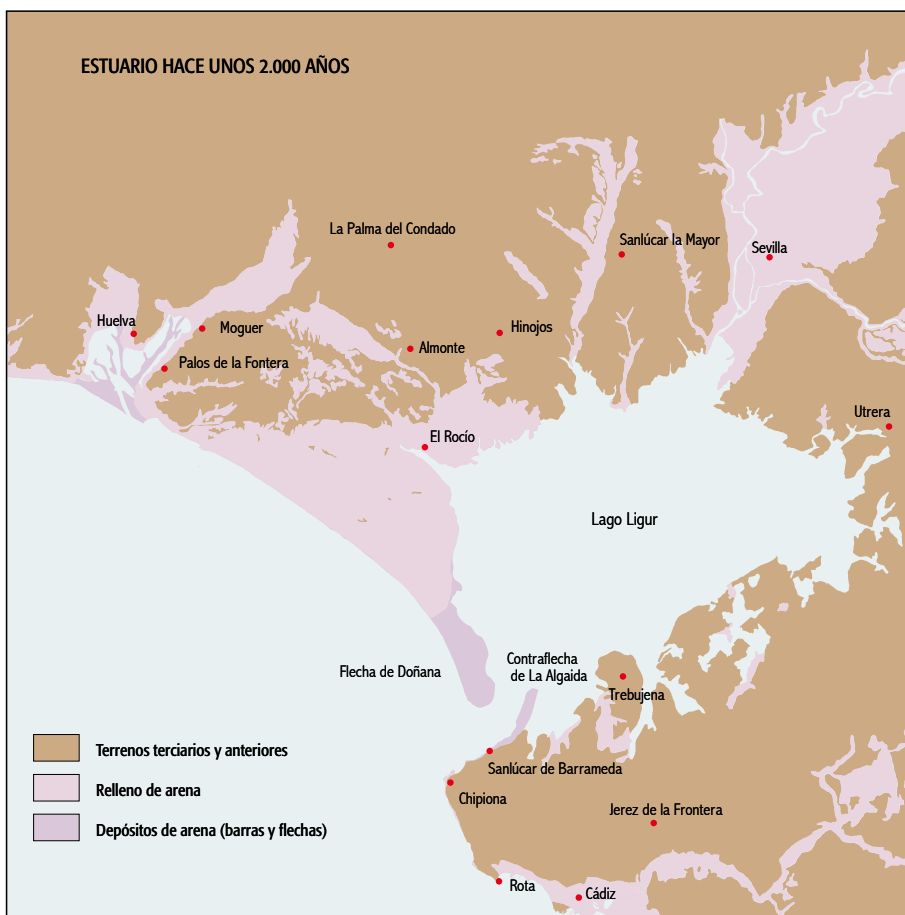 ESTUARIO HACE UNOS 2.000 AÑOS
La Palma del Condado
Sanlúcar la Mayor
Sevilla
Huelva
Moguer
Hinojos
Almonte
Palos de la Fontera
Utrera
El Rocío
Lago Ligur
Contraflecha
de La Algaida
Flecha de Doñana
Trebujena
Terrenos terciarios y anteriores
Sanlúcar de Barrameda
Relleno de arena
Chipiona
Jerez de la Frontera
Depósitos de arena (barras y flechas)
Rota
Cádiz